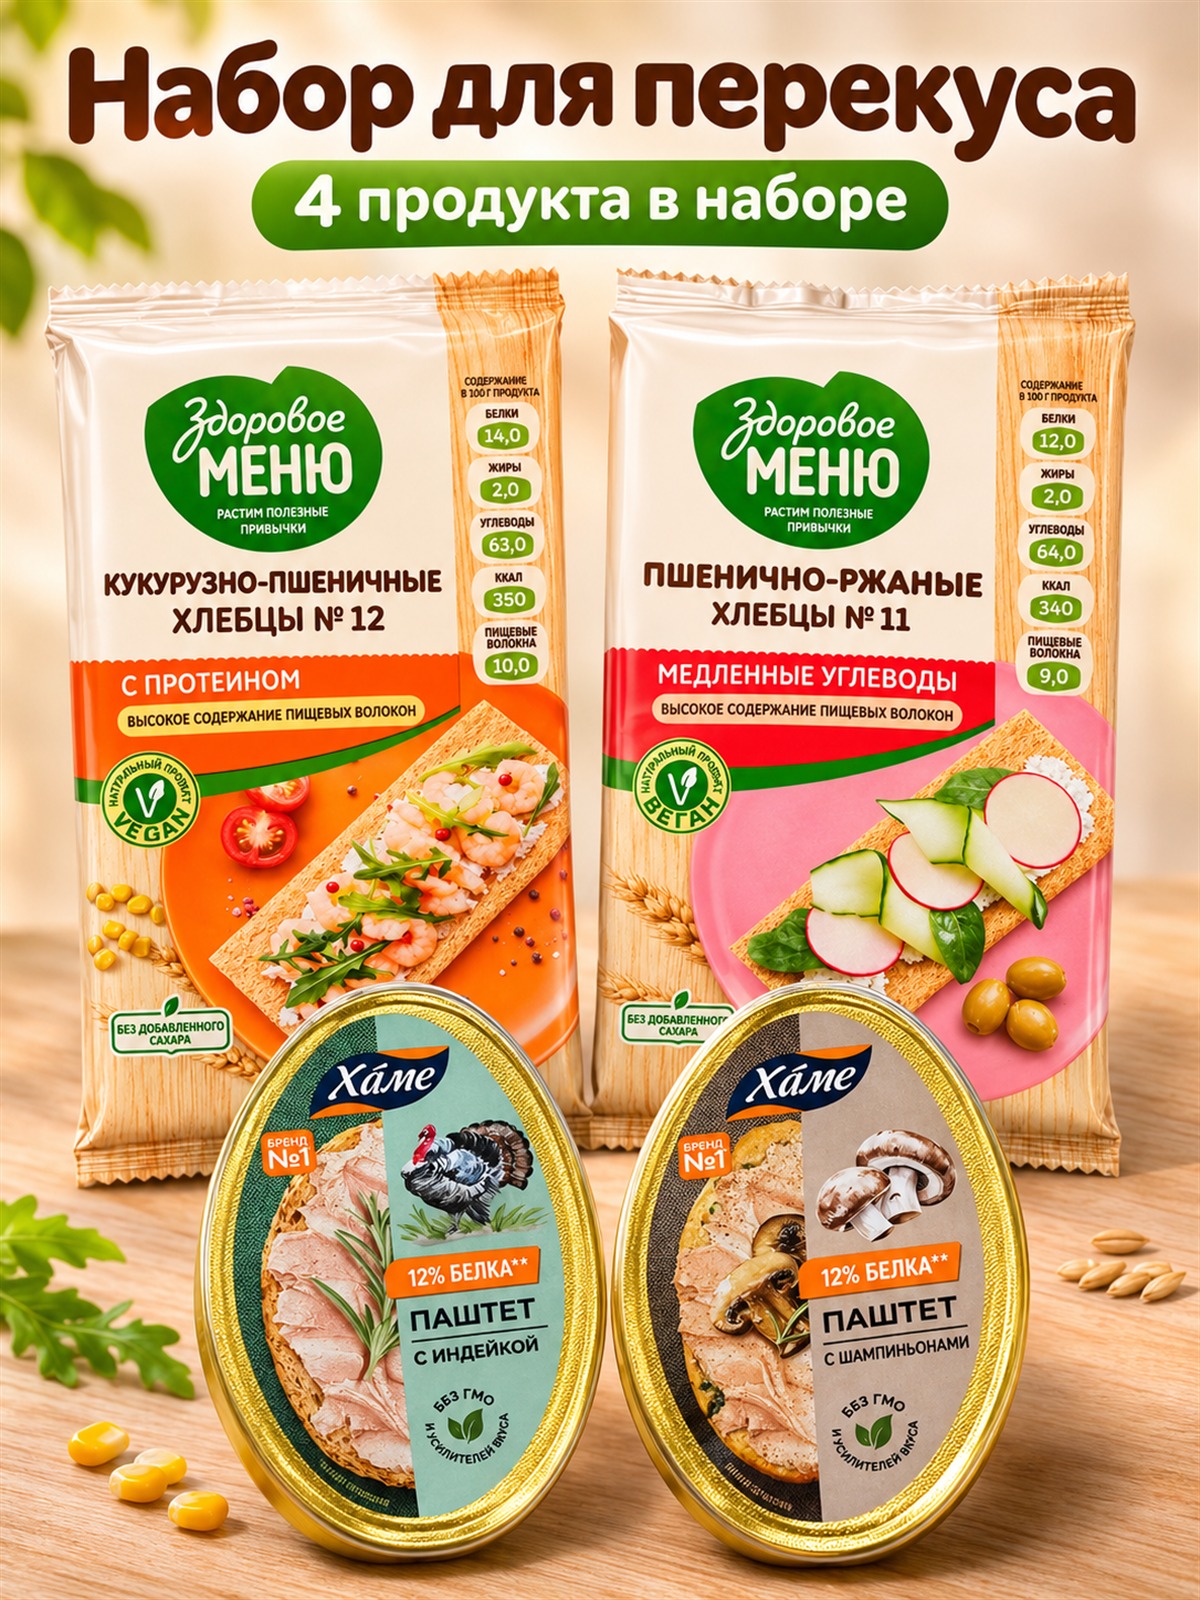 Набор для перекуса
4 продукта в наборе
Здоровое
МЕНЮ
РАСТИМ ПОЛЕЗНЫЕ
ПРИВЫЧКИ
КУКУРУЗНО-ПШЕНИЧНЫЕ
ХЛЕБЦЫ № 12
С ПРОТЕИНОМ
ВЫСОКОЕ СОДЕРЖАНИЕ ПИЩЕВЫХ ВОЛОКОН
СОДЕРЖАНИЕ
В 100 Г ПРОДУКТА
БЕЛКИ
14,0
ЖИРЫ
2,0
УГЛЕВОДЫ
63,0
ККАЛ
350
ПИЩЕВЫЕ
ВОЛОКНА
10,0
НАТУРАЛЬНЫЙ
VEGAN
БЕЗ ДОБАВЛЕННОГО
САХАРА
Здоровое
МЕНЮ
РАСТИМ ПОЛЕЗНЫЕ
ПРИВЫЧКИ
ПШЕНИЧНО-РЖАНЫЕ
ХЛЕБЦЫ № 11
МЕДЛЕННЫЕ УГЛЕВОДЫ
ВЫСОКОЕ СОДЕРЖАНИЕ ПИЩЕВЫХ ВОЛОКОН
СОДЕРЖАНИЕ
В 100 Г ПРОДУКТА
БЕЛКИ
12,0
ЖИРЫ
2,0
УГЛЕВОДЫ
64,0
ККАЛ
340
ПИЩЕВЫЕ
ВОЛОКНА
9,0
НАТУРАЛЬНЫЙ
ВЕГАН
БЕЗ ДОБАВЛЕННОГ
САХАРА
Хáме
БРЕНД
№1
12% БЕЛКА**
ПАШТЕТ
С ИНДЕЙКОЙ
БЕЗ ГМО
И УСИЛИТЕЛЕЙ ВКУСА
Хáме
БРЕНД
№1
12% БЕЛКА**
ПАШТЕТ
С ШАМПИНЬОНАМИ
БЕЗ ГМО
И УСИЛИТЕЛЕЙ ВКУСА